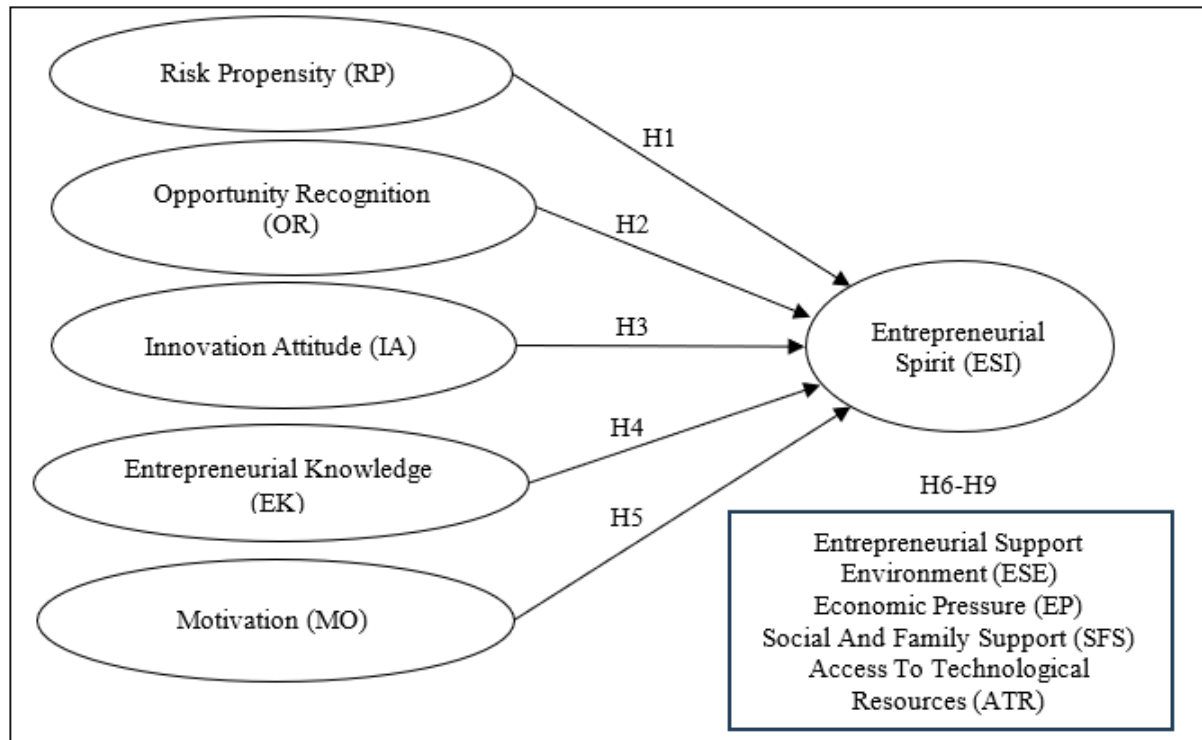 Risk Propensity (RP)
H1
Opportunity Recognition
(OR)
H2
Innovation Attitude (IA)
H3
Entrepreneurial
Spirit (ESI)
Entrepreneurial Knowledge
(EK)
H4
H5
Motivation (MO)
H6-H9
Entrepreneurial Support
Environment (ESE)
Economic Pressure (EP)
Social And Family Support (SFS)
Access To Technological
Resources (ATR)